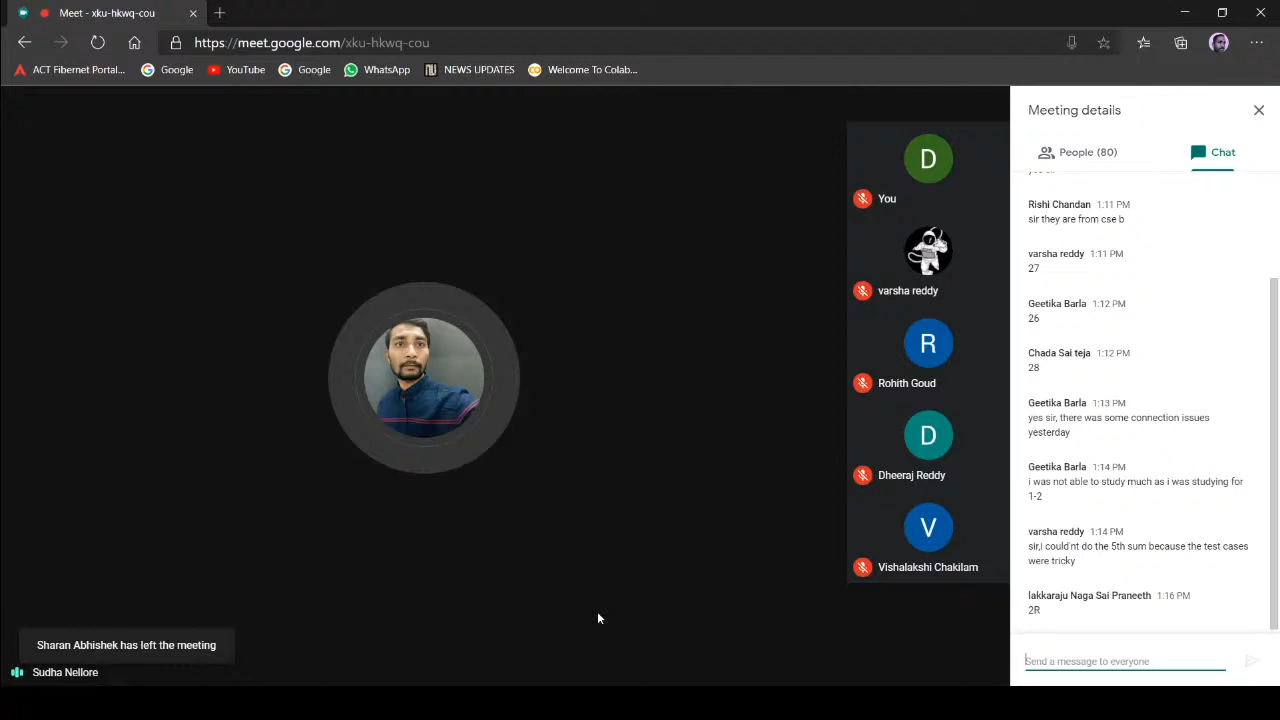 Meet - xku-hkwq-cou
https://meet.google.com/xku-hkwq-cou
ACT Fibernet Portal...
Google
YouTube
Google
WhatsApp
NEWS UPDATES
Welcome To Colab...
D
You
varsha reddy
R
Rohith Goud
D
Dheeraj Reddy
V
Vishalakshi Chakilam
Sharan Abhishek has left the meeting
Sudha Nellore
Meeting details
People (80)
Chat
Rishi Chandan 1:11 PM
sir they are from cse b
varsha reddy 1:11 PM
27
Geetika Barla 1:12 PM
26
Chada Sai teja 1:12 PM
28
Geetika Barla 1:13 PM
yes sir, there was some connection issues
yesterday
Geetika Barla 1:14 PM
i was not able to study much as i was studying for
1-2
varsha reddy 1:14 PM
sir,i could'nt do the 5th sum because the test cases
were tricky
lakkaraju Naga Sai Praneeth 1:16 PM
2R
Send a message to everyone